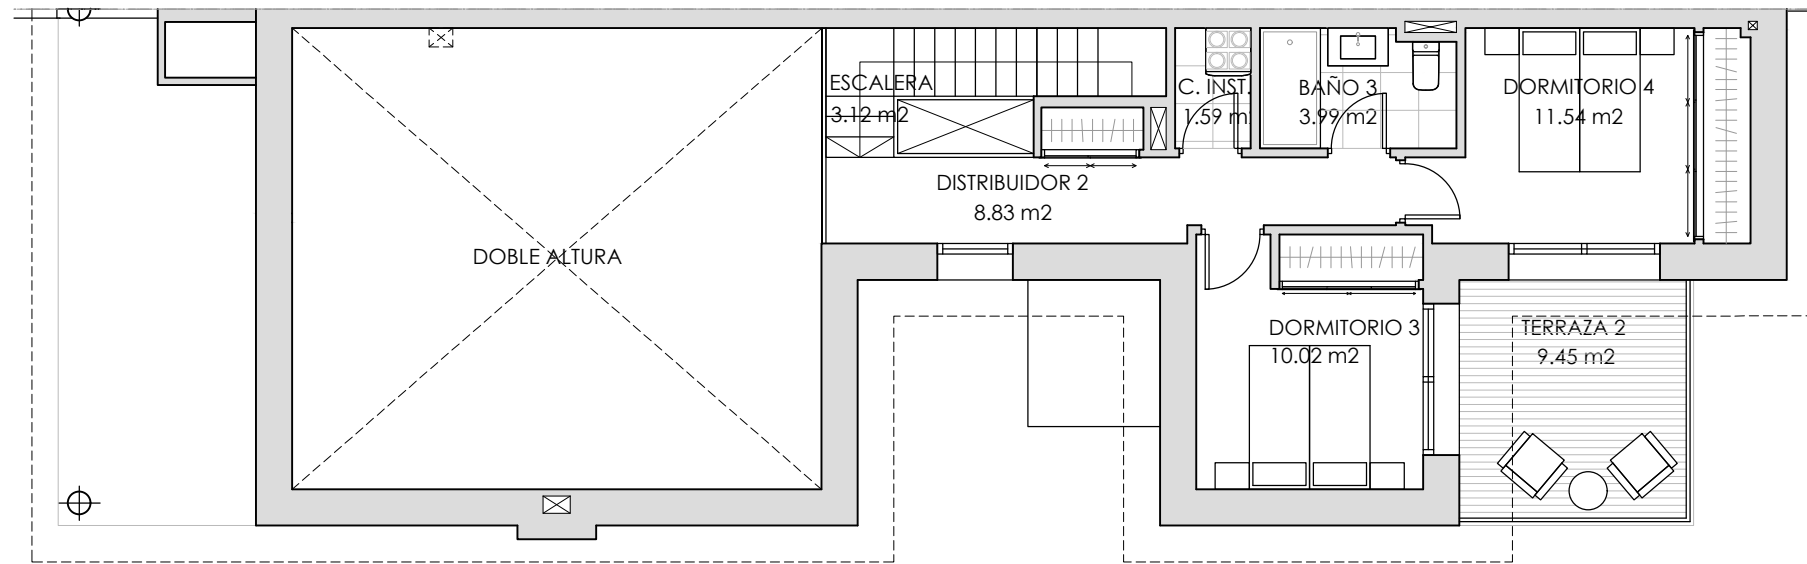 ESCALERA
3.12 m2
C. INST.
1.59 m
BAÑO 3
3.99 m2
DORMITORIO 4
11.54 m2
DISTRIBUIDOR 2
8.83 m2
DOBLE ALTURA
DORMITORIO 3
10.02 m2
TERRAZA 2
9.45 m2